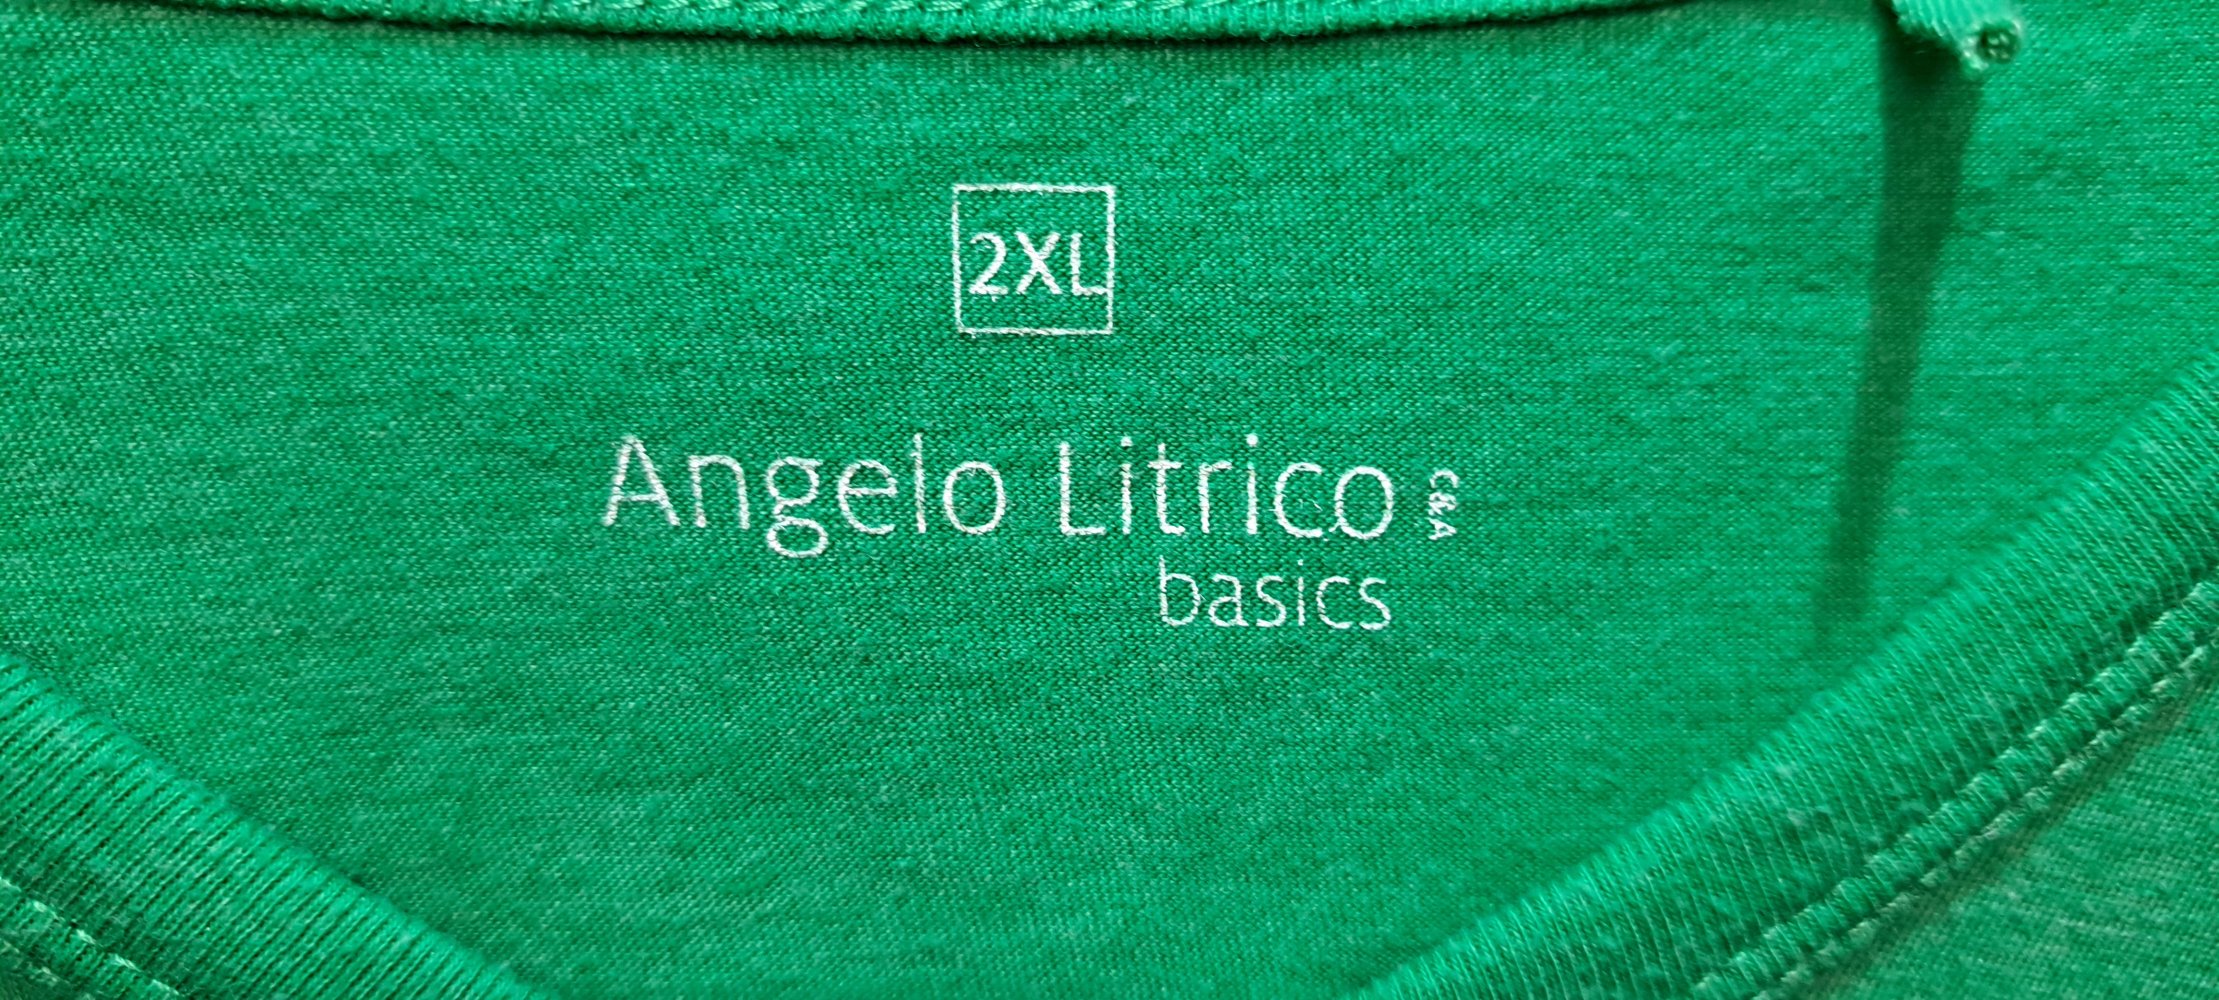 2XL
Angelo Litrico C&A
basics